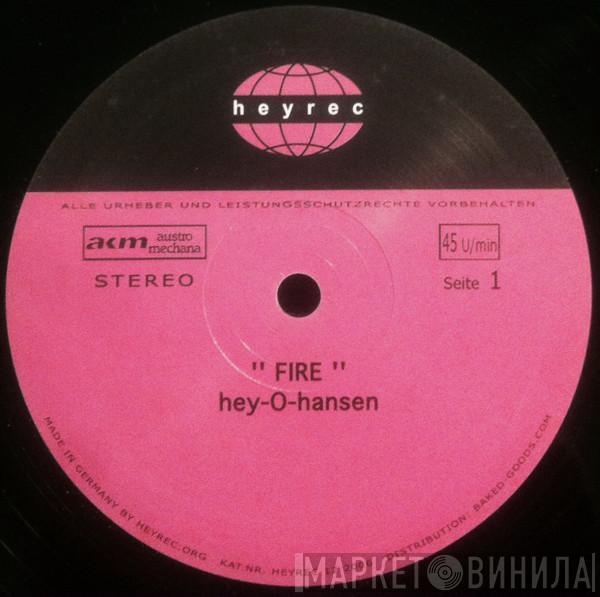 heyrec
ALLE URHEBER UND LEISTUNGSSCHUTZRECHTE VORBEHALTEN
akm austro mechana
45 U/min
STEREO
Seite 1
" FIRE "
hey-O-hansen
MADE IN GERMANY BY HEYREC.ORG KAT.NR. HEYREC DISTRIBUTION: BAKED-GOODS.COM
МАРКЕТ ВИНИЛА